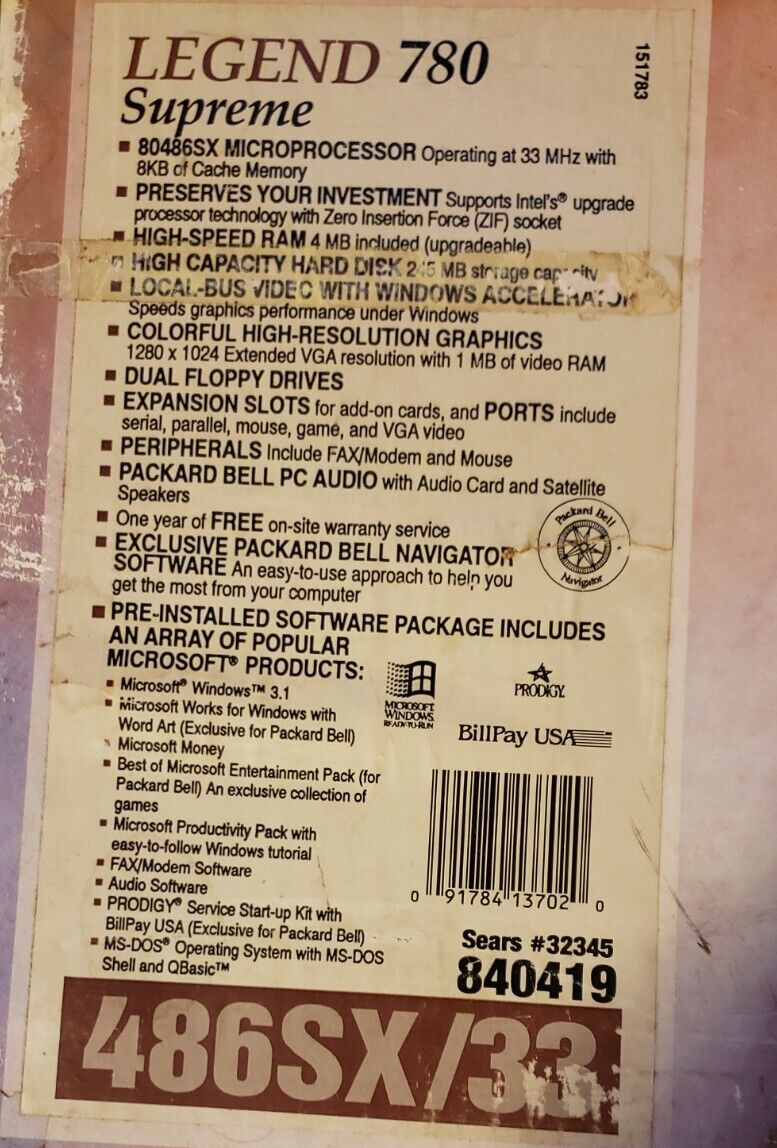 LEGEND 780
151783
Supreme
80486SX MICROPROCESSOR Operating at 33 MHz with
8KB of Cache Memory
PRESERVES YOUR INVESTMENT Supports Intel's® upgrade
processor technology with Zero Insertion Force (ZIF) socket
HIGH-SPEED RAM 4 MB included (upgradeable)
HIGH CAPACITY HARD DISK MB storage capacity
LOCAL-BUS VIDEO WITH WINDOWS ACCELERATOR
Speeds graphics performance under Windows
COLORFUL HIGH-RESOLUTION GRAPHICS
1280 x 1024 Extended VGA resolution with 1 MB of video RAM
DUAL FLOPPY DRIVES
EXPANSION SLOTS for add-on cards, and PORTS include
serial, parallel, mouse, game, and VGA video
PERIPHERALS Include FAX/Modem and Mouse
PACKARD BELL PC AUDIO with Audio Card and Satellite
Speakers
One year of FREE on-site warranty service
EXCLUSIVE PACKARD BELL NAVIGATOR
SOFTWARE An easy-to-use approach to help you
get the most from your computer
Packard Bell
Navigator
PRE-INSTALLED SOFTWARE PACKAGE INCLUDES
AN ARRAY OF POPULAR
MICROSOFT® PRODUCTS:
Microsoft® Windows™ 3.1
Microsoft Works for Windows with
Word Art (Exclusive for Packard Bell)
Microsoft Money
Best of Microsoft Entertainment Pack (for
Packard Bell) An exclusive collection of
games
Microsoft Productivity Pack with
easy-to-follow Windows tutorial
FAX/Modem Software
Audio Software
PRODIGY® Service Start-up Kit with
BillPay USA (Exclusive for Packard Bell)
MS-DOS® Operating System with MS-DOS
Shell and QBasic™
MICROSOFT
WINDOWS
READY-TO-RUN
PRODIGY
BillPay USA
0 91784 13702 0
Sears #32345
840419
486SX/33